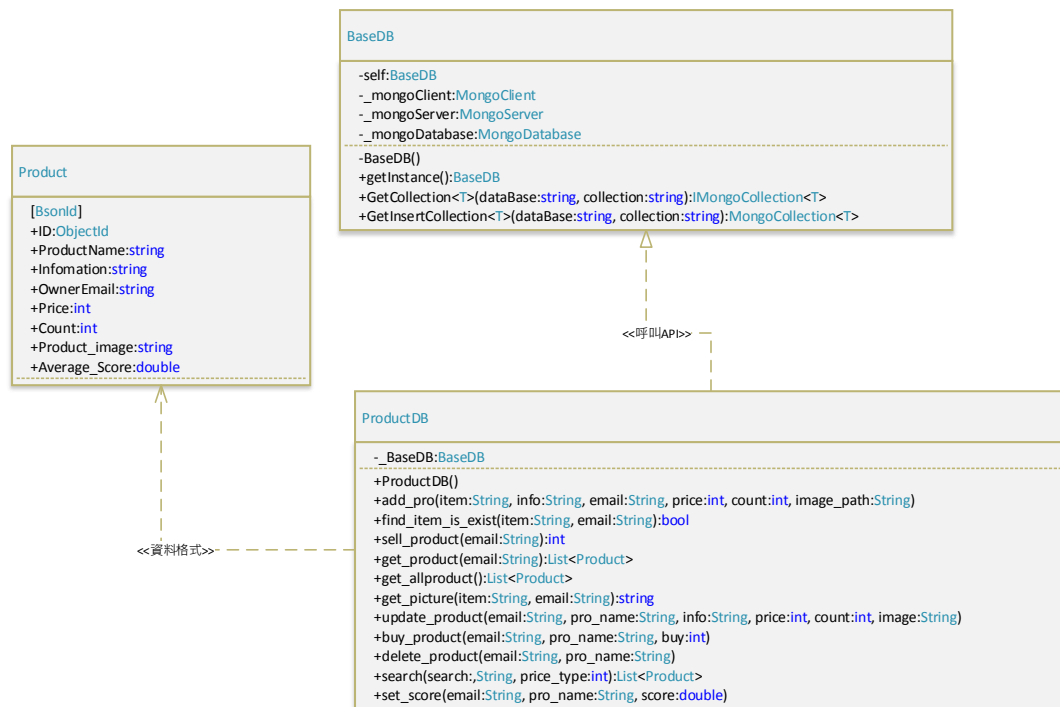 BaseDB
-self:BaseDB
-_mongoClient:MongoClient
-_mongoServer:MongoServer
-_mongoDatabase:MongoDatabase
-BaseDB()
+getInstance():BaseDB
+GetCollection<T>(dataBase:string, collection:string):IMongoCollection<T>
+GetInsertCollection<T>(dataBase:string, collection:string):MongoCollection<T>
Product
[BsonId]
+ID:ObjectId
+ProductName:string
+Infomation:string
+OwnerEmail:string
+Price:int
+Count:int
+Product_image:string
+Average_Score:double
<<呼叫API>>
<<資料格式>>
ProductDB
-_BaseDB:BaseDB
+ProductDB()
+add_pro(item:String, info:String, email:String, price:int, count:int, image_path:String)
+find_item_is_exist(item:String, email:String):bool
+sell_product(email:String):int
+get_product(email:String):List<Product>
+get_allproduct():List<Product>
+get_picture(item:String, email:String):string
+update_product(email:String, pro_name:String, info:String, price:int, count:int, image:String)
+buy_product(email:String, pro_name:String, buy:int)
+delete_product(email:String, pro_name:String)
+search(search:,String, price_type:int):List<Product>
+set_score(email:String, pro_name:String, score:double)